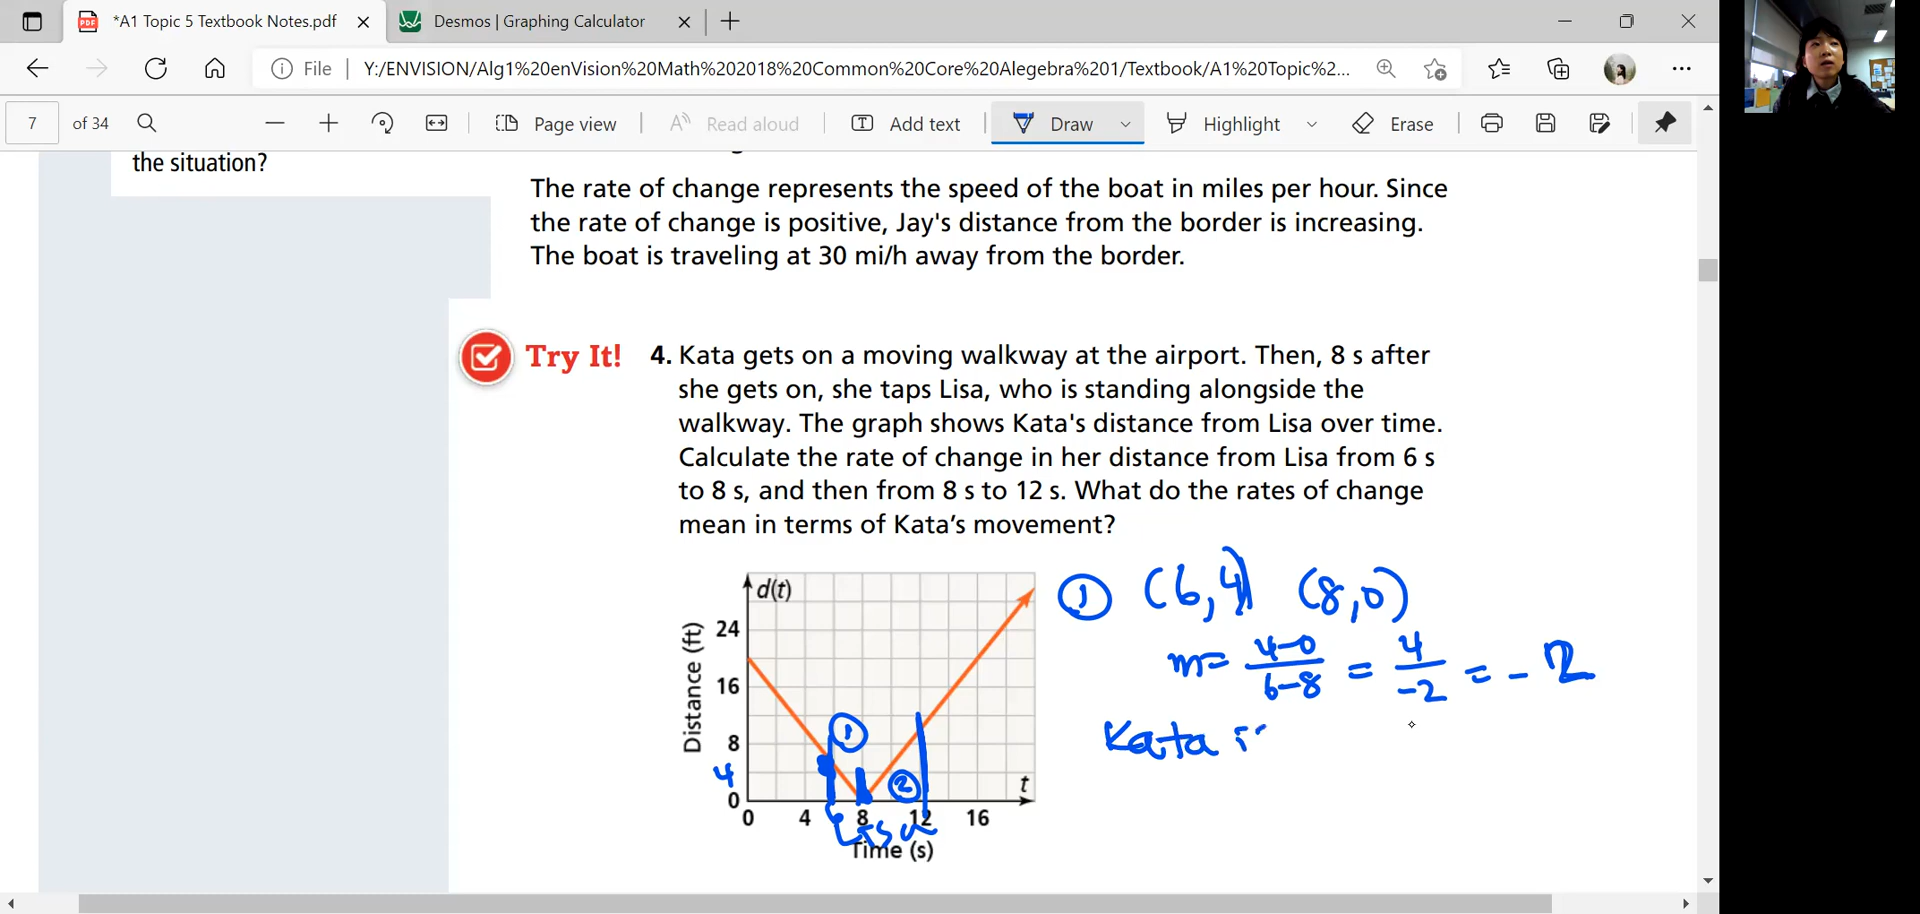 *A1 Topic 5 Textbook Notes.pdf
Desmos | Graphing Calculator
File
Y:/ENVISION/Alg1%20enVision%20Math%202018%20Common%20Core%20Alegebra%201/Textbook/A1%20Topic%2...
7 of 34
Page view
Read aloud
Add text
Draw
Highlight
Erase
the situation?
The rate of change represents the speed of the boat in miles per hour. Since
the rate of change is positive, Jay's distance from the border is increasing.
The boat is traveling at 30 mi/h away from the border.
Try It!
4. Kata gets on a moving walkway at the airport. Then, 8 s after
she gets on, she taps Lisa, who is standing alongside the
walkway. The graph shows Kata's distance from Lisa over time.
Calculate the rate of change in her distance from Lisa from 6 s
to 8 s, and then from 8 s to 12 s. What do the rates of change
mean in terms of Kata's movement?
d(t)
Distance (ft)
24
16
8
4
0
0 4 8 12 16
t
6
Lisa
Time (s)
1
2
① (6,4) (8,0)
m= 4-0/6-8 = 4/-2 = -2
Kata